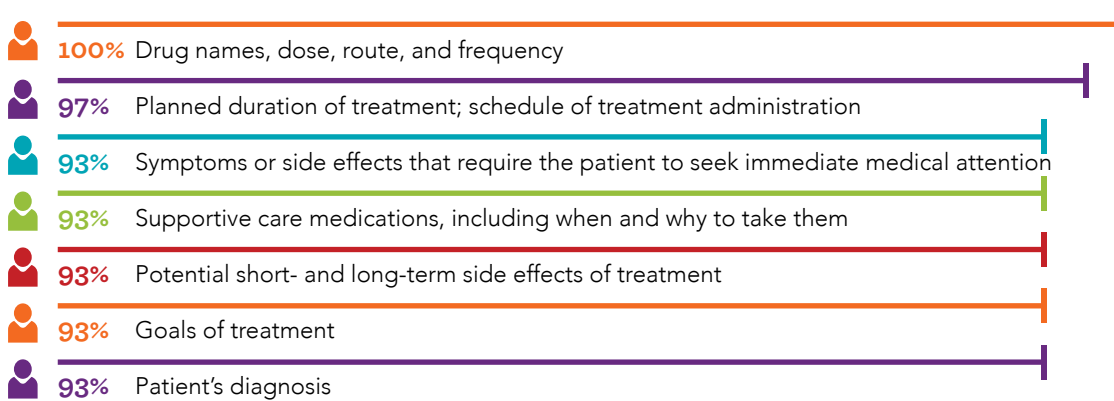 100% Drug names, dose, route, and frequency
97% Planned duration of treatment; schedule of treatment administration
93% Symptoms or side effects that require the patient to seek immediate medical attention
93% Supportive care medications, including when and why to take them
93% Potential short- and long-term side effects of treatment
93% Goals of treatment
93% Patient’s diagnosis